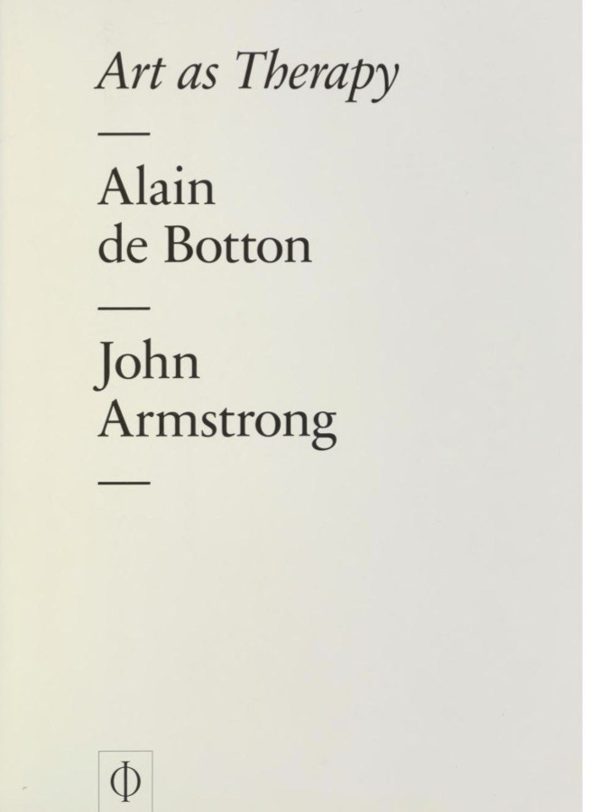 Art as Therapy
Alain
de Botton
John
Armstrong
Φ